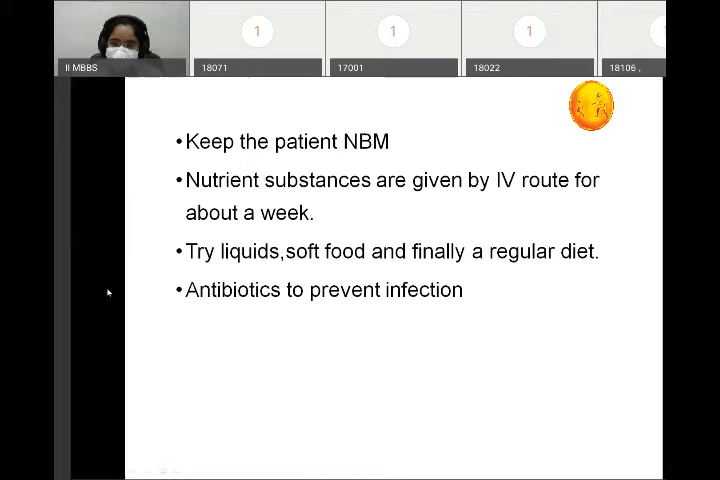 1
1
1
1
II MBBS
18071
17001
18022
18106 ,
•Keep the patient NBM
•Nutrient substances are given by IV route for
about a week.
•Try liquids,soft food and finally a regular diet.
•Antibiotics to prevent infection